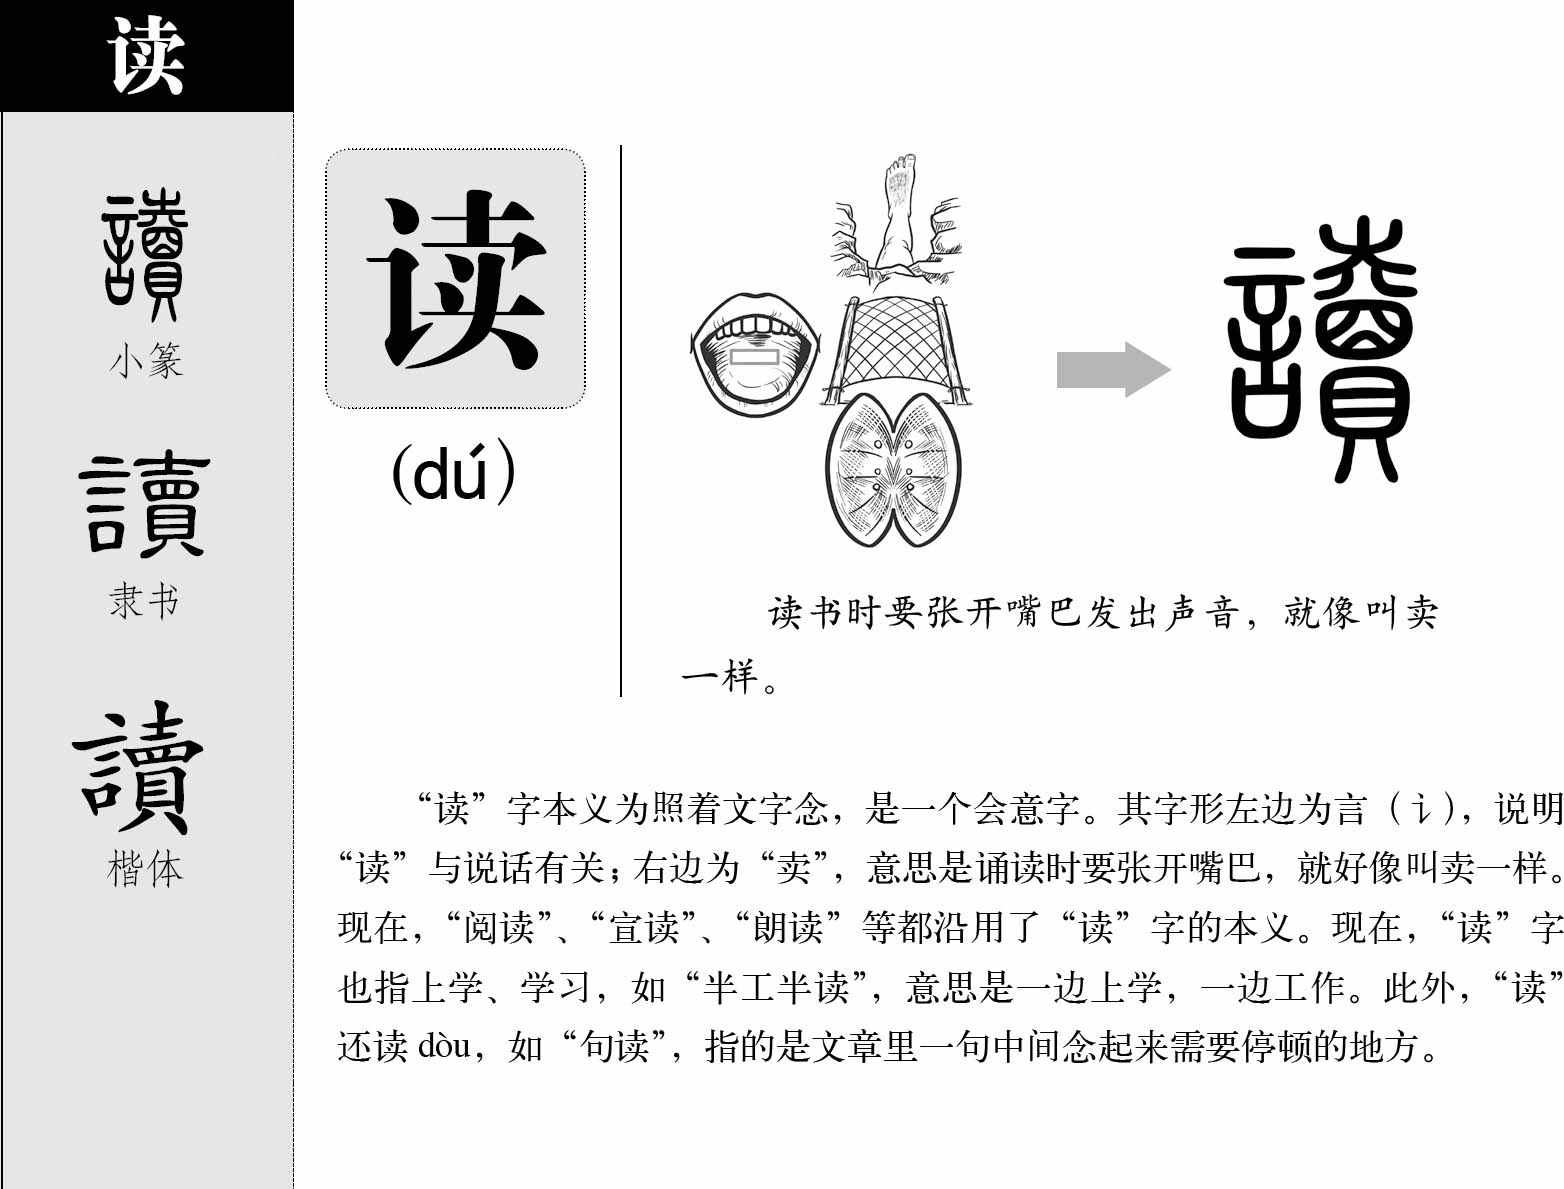 读
讀
小篆
讀
隶书
讀
楷体
读
（dú）
讀
读书时要张开嘴巴发出声音，就像叫卖
一样。
“读”字本义为照着文字念，是一个会意字。其字形左边为言（讠），说明
“读”与说话有关；右边为“卖”，意思是诵读时要张开嘴巴，就好像叫卖一样。
现在，“阅读”、“宣读”、“朗读”等都沿用了“读”字的本义。现在，“读”字
也指上学、学习，如“半工半读”，意思是一边上学，一边工作。此外，“读”
还读 dòu，如“句读”，指的是文章里一句中间念起来需要停顿的地方。